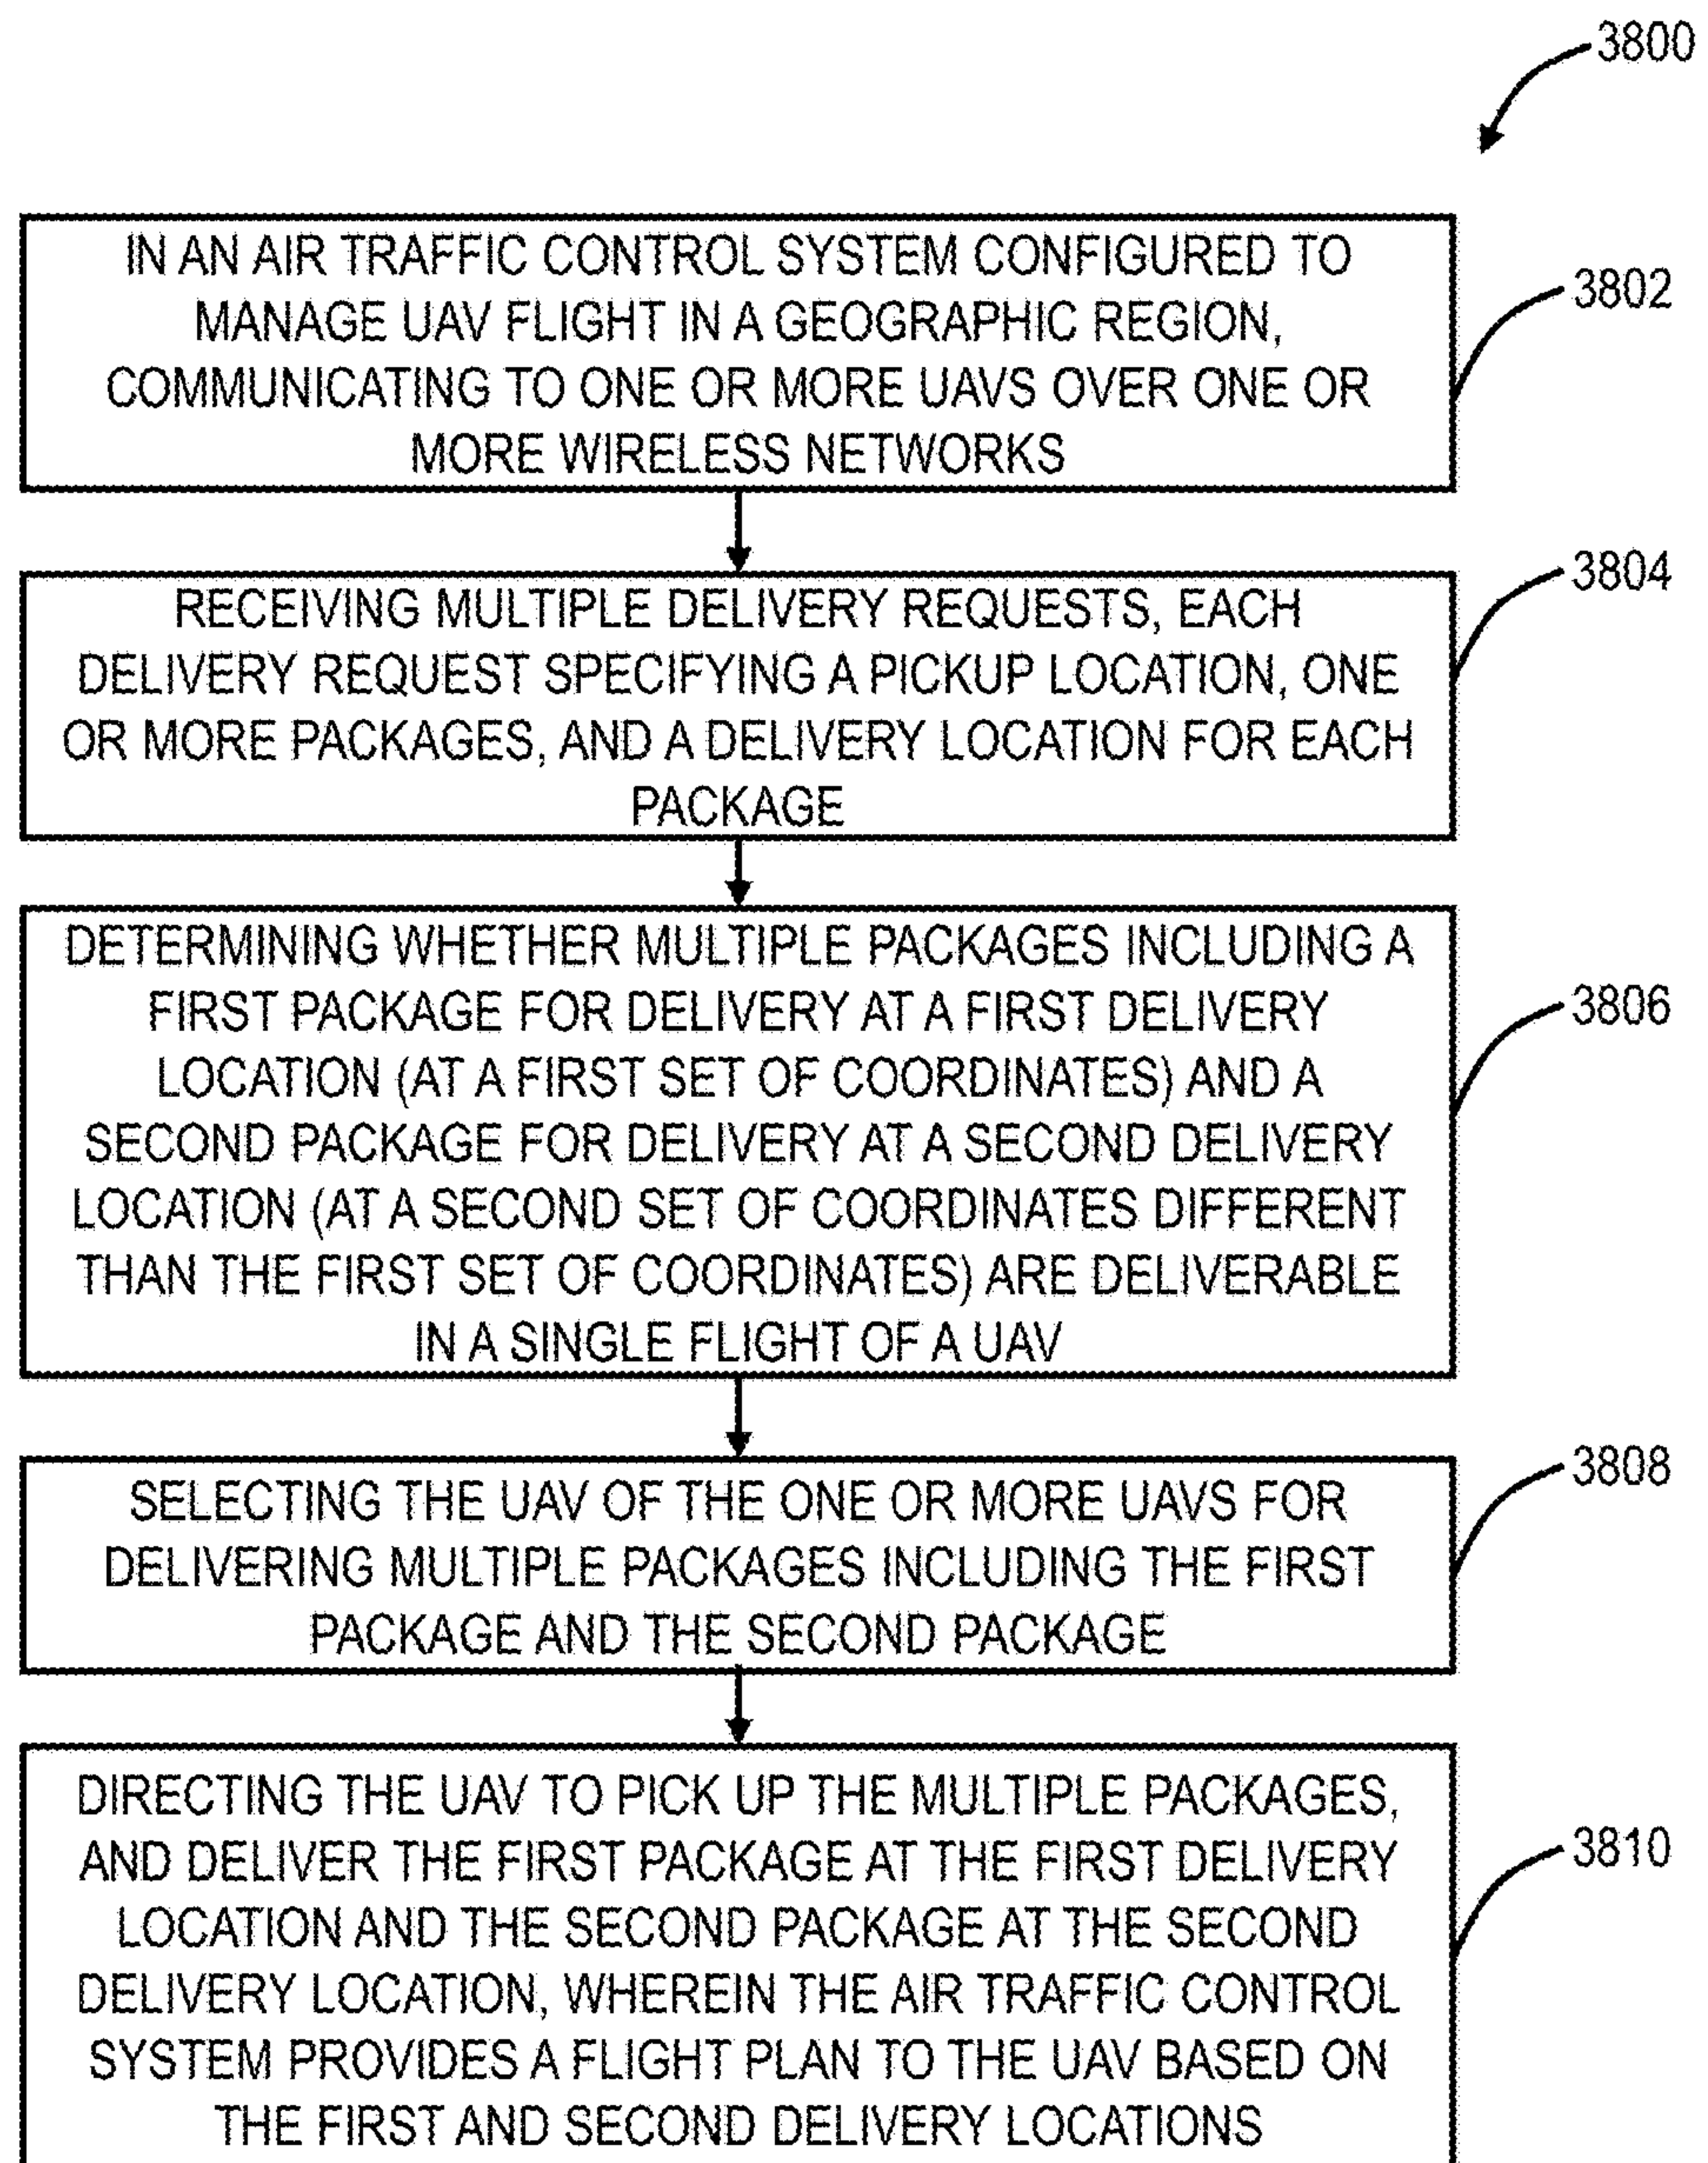 3800
IN AN AIR TRAFFIC CONTROL SYSTEM CONFIGURED TO
MANAGE UAV FLIGHT IN A GEOGRAPHIC REGION,
COMMUNICATING TO ONE OR MORE UAVS OVER ONE OR
MORE WIRELESS NETWORKS
3802
RECEIVING MULTIPLE DELIVERY REQUESTS, EACH
DELIVERY REQUEST SPECIFYING A PICKUP LOCATION, ONE
OR MORE PACKAGES, AND A DELIVERY LOCATION FOR EACH
PACKAGE
3804
DETERMINING WHETHER MULTIPLE PACKAGES INCLUDING A
FIRST PACKAGE FOR DELIVERY AT A FIRST DELIVERY
LOCATION (AT A FIRST SET OF COORDINATES) AND A
SECOND PACKAGE FOR DELIVERY AT A SECOND DELIVERY
LOCATION (AT A SECOND SET OF COORDINATES DIFFERENT
THAN THE FIRST SET OF COORDINATES) ARE DELIVERABLE
IN A SINGLE FLIGHT OF A UAV
3806
SELECTING THE UAV OF THE ONE OR MORE UAVS FOR
DELIVERING MULTIPLE PACKAGES INCLUDING THE FIRST
PACKAGE AND THE SECOND PACKAGE
3808
DIRECTING THE UAV TO PICK UP THE MULTIPLE PACKAGES,
AND DELIVER THE FIRST PACKAGE AT THE FIRST DELIVERY
LOCATION AND THE SECOND PACKAGE AT THE SECOND
DELIVERY LOCATION, WHEREIN THE AIR TRAFFIC CONTROL
SYSTEM PROVIDES A FLIGHT PLAN TO THE UAV BASED ON
THE FIRST AND SECOND DELIVERY LOCATIONS
3810